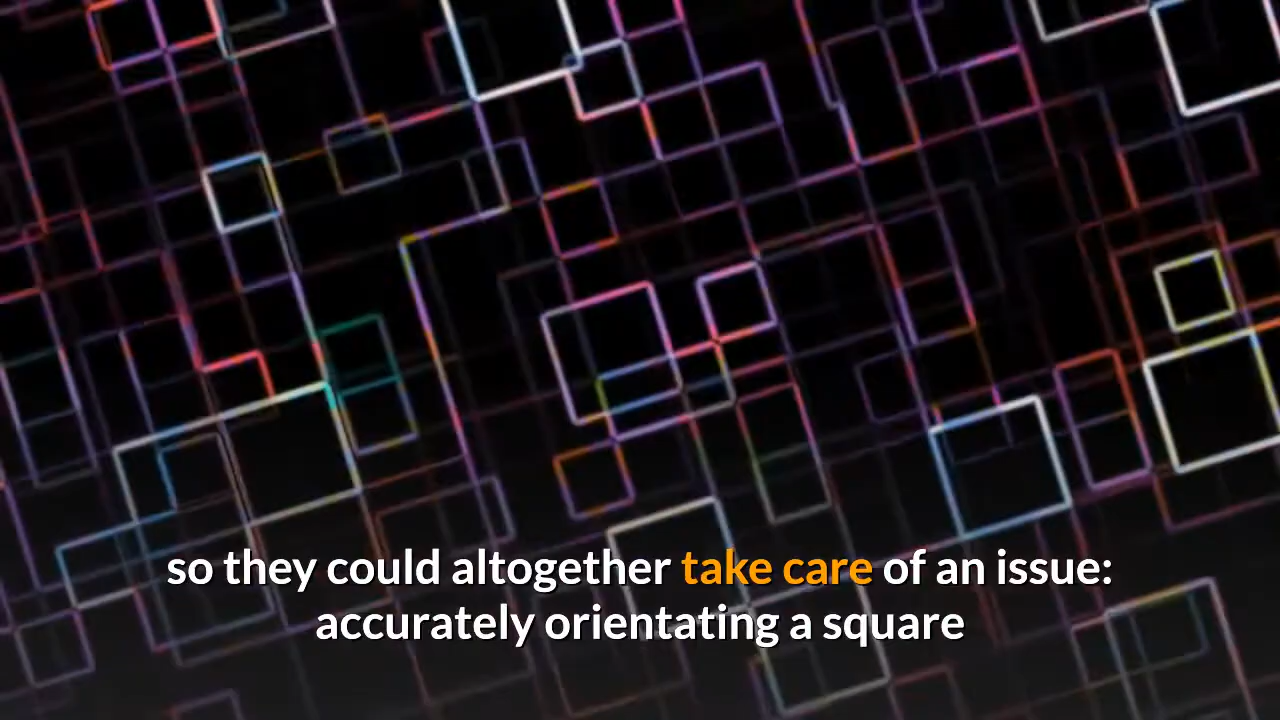 so they could altogether take care of an issue:
accurately orientating a square